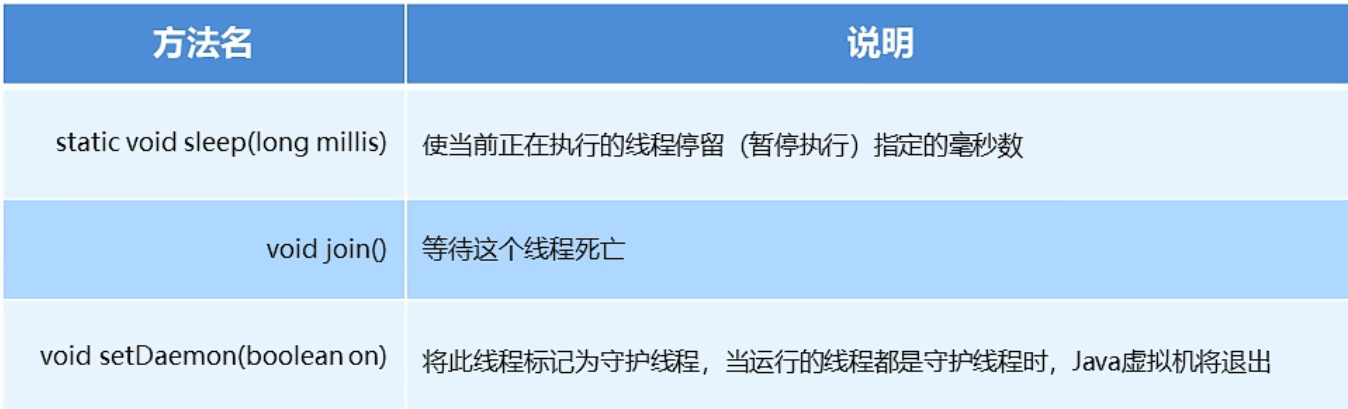 方法名 说明
static void sleep(long millis) 使当前正在执行的线程停留（暂停执行）指定的毫秒数
void join() 等待这个线程死亡
void setDaemon(boolean on) 将此线程标记为守护线程，当运行的线程都是守护线程时，Java虚拟机将退出